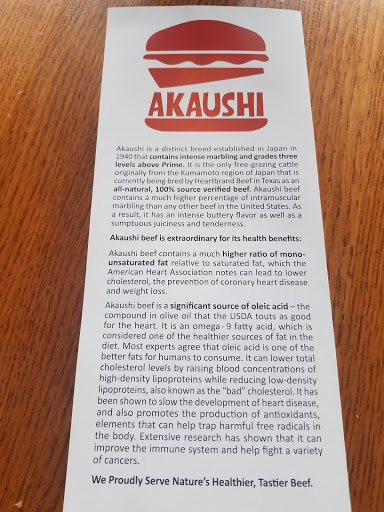 AKAUSHI
Akaushi is a distinct breed established in Japan in
1940 that contains intense marbling and grades three
levels above Prime. It is the only free-grazing cattle
originally from the Kumamoto region of Japan that is
currently being bred by Heartbrand Beef in Texas as an
all-natural, 100% source verified beef. Akaushi beef
contains a much higher percentage of intramuscular
marbling than any other beef in the United States. As
a result, it has an intense buttery flavor as well as a
sumptuous juiciness and tenderness.
Akaushi beef is extraordinary for its health benefits:
Akaushi beef contains a much higher ratio of mono-
unsaturated fat relative to saturated fat, which the
American Heart Association notes can lead to lower
cholesterol, the prevention of coronary heart disease
and weight loss.
Akaushi beef is a significant source of oleic acid – the
compound in olive oil that the USDA touts as good
for the heart. It is an omega - 9 fatty acid, which is
considered one of the healthier sources of fat in the
diet. Most experts agree that oleic acid is one of the
better fats for humans to consume. It can lower total
cholesterol levels by raising blood concentrations of
high-density lipoproteins while reducing low-density
lipoproteins, also known as the "bad" cholesterol. It has
been shown to slow the development of heart disease,
and also promotes the production of antioxidants,
elements that can help trap harmful free radicals in
the body. Extensive research has shown that it can
improve the immune system and help fight a variety
of cancers.
We Proudly Serve Nature's Healthier, Tastier Beef.